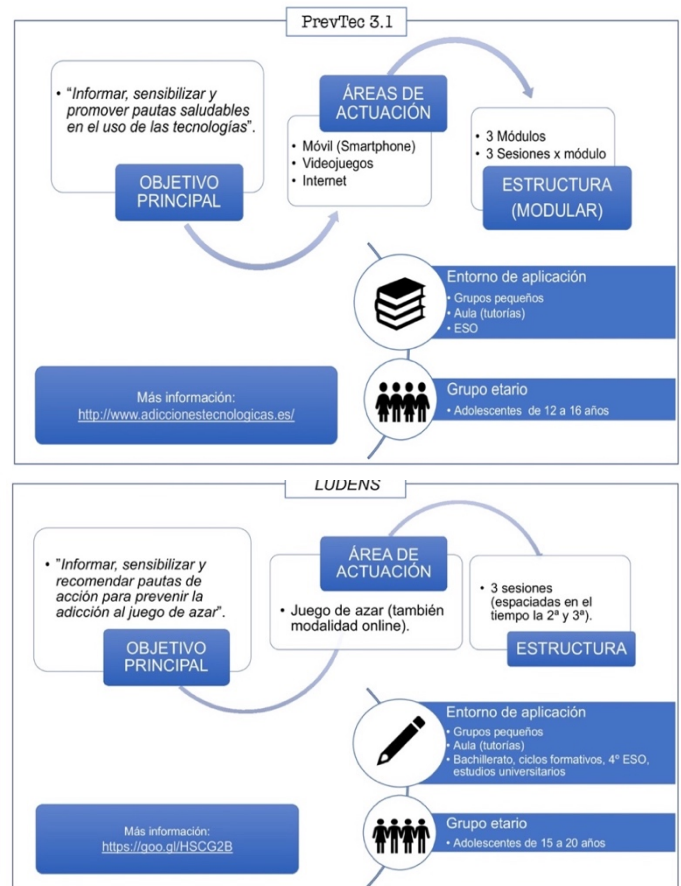 PrevTec 3.1
• “Informar, sensibilizar y
promover pautas saludables
en el uso de las tecnologías”.
OBJETIVO
PRINCIPAL
ÁREAS DE
ACTUACIÓN
• Móvil (Smartphone)
• Videojuegos
• Internet
• 3 Módulos
• 3 Sesiones x módulo
ESTRUCTURA
(MODULAR)
Entorno de aplicación
• Grupos pequeños
• Aula (tutorías)
• ESO
Grupo etario
• Adolescentes de 12 a 16 años
Más información:
http://www.adiccionestecnologicas.es/
LUDENS
• ”Informar, sensibilizar y
recomendar pautas de
acción para prevenir la
adicción al juego de azar”.
OBJETIVO
PRINCIPAL
ÁREA DE
ACTUACIÓN
• Juego de azar (también
modalidad online).
• 3 sesiones
(espaciadas en el
tiempo la 2ª y 3ª).
ESTRUCTURA
Entorno de aplicación
• Grupos pequeños
• Aula (tutorías)
• Bachillerato, ciclos formativos, 4º ESO,
estudios universitarios
Grupo etario
• Adolescentes de 15 a 20 años
Más información:
https://goo.gl/HSCG2B